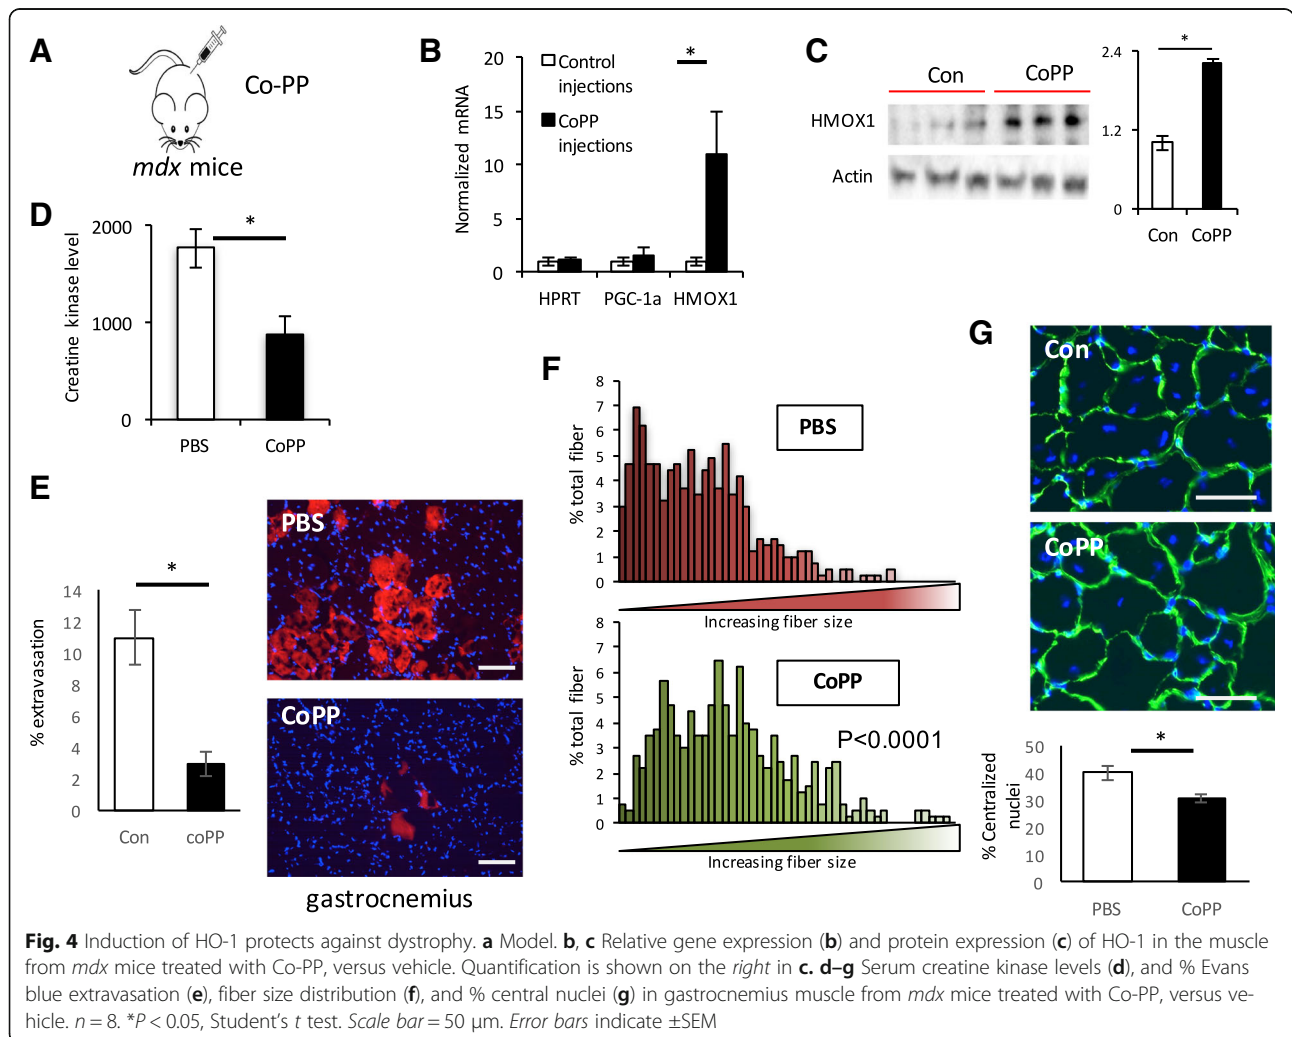 A
Co-PP
mdx mice
B
Normalized mRNA
20
15
10
5
0
Control
injections
CoPP
injections
*
HPRT PGC-1a HMOX1
C
Con CoPP
HMOX1
Actin
2.4
1.2
0
*
Con CoPP
D
Creatine kinase level
2000
1000
0
*
PBS CoPP
E
% extravasation
14
12
10
8
6
4
2
0
*
Con coPP
PBS
CoPP
gastrocnemius
F
% total fiber
8
7
6
5
4
3
2
1
0
PBS
Increasing fiber size
% total fiber
8
7
6
5
4
3
2
1
0
CoPP
P<0.0001
Increasing fiber size
G
Con
CoPP
% Centralized
nuclei
50
40
30
20
10
0
*
PBS CoPP
Fig. 4 Induction of HO-1 protects against dystrophy. a Model. b, c Relative gene expression (b) and protein expression (c) of HO-1 in the muscle
from mdx mice treated with Co-PP, versus vehicle. Quantification is shown on the right in c. d–g Serum creatine kinase levels (d), and % Evans
blue extravasation (e), fiber size distribution (f), and % central nuclei (g) in gastrocnemius muscle from mdx mice treated with Co-PP, versus ve-
hicle. n = 8. *P < 0.05, Student's t test. Scale bar = 50 μm. Error bars indicate ±SEM